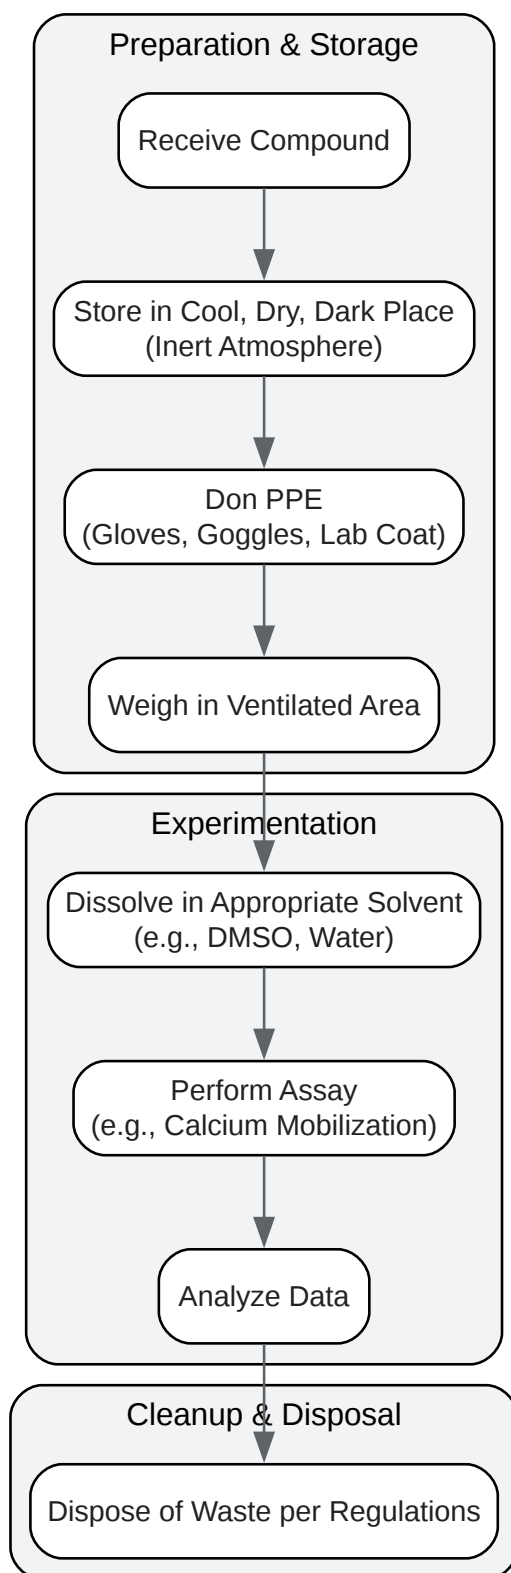 Preparation & Storage
Receive Compound
Store in Cool, Dry, Dark Place
(Inert Atmosphere)
Don PPE
(Gloves, Goggles, Lab Coat)
Weigh in Ventilated Area
Experimentation
Dissolve in Appropriate Solvent
(e.g., DMSO, Water)
Perform Assay
(e.g., Calcium Mobilization)
Analyze Data
Cleanup & Disposal
Dispose of Waste per Regulations